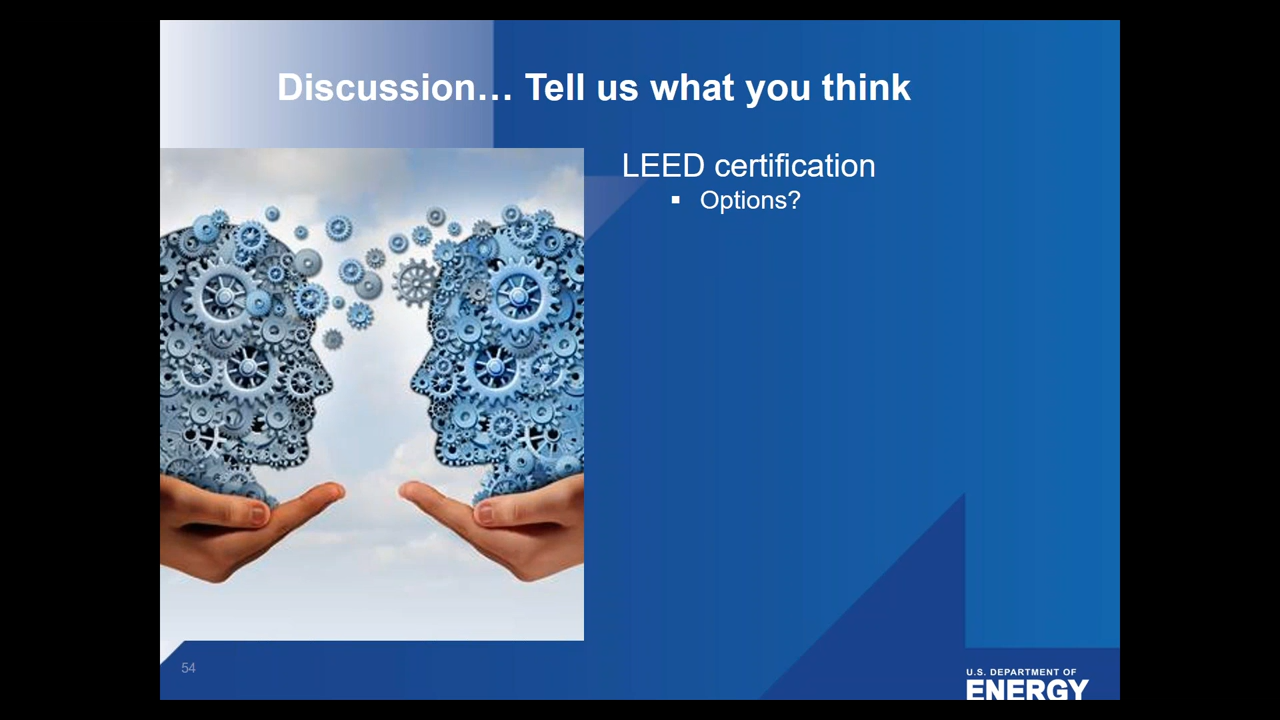 Discussion… Tell us what you think
LEED certification
▪ Options?
54
U.S. DEPARTMENT OF
ENERGY